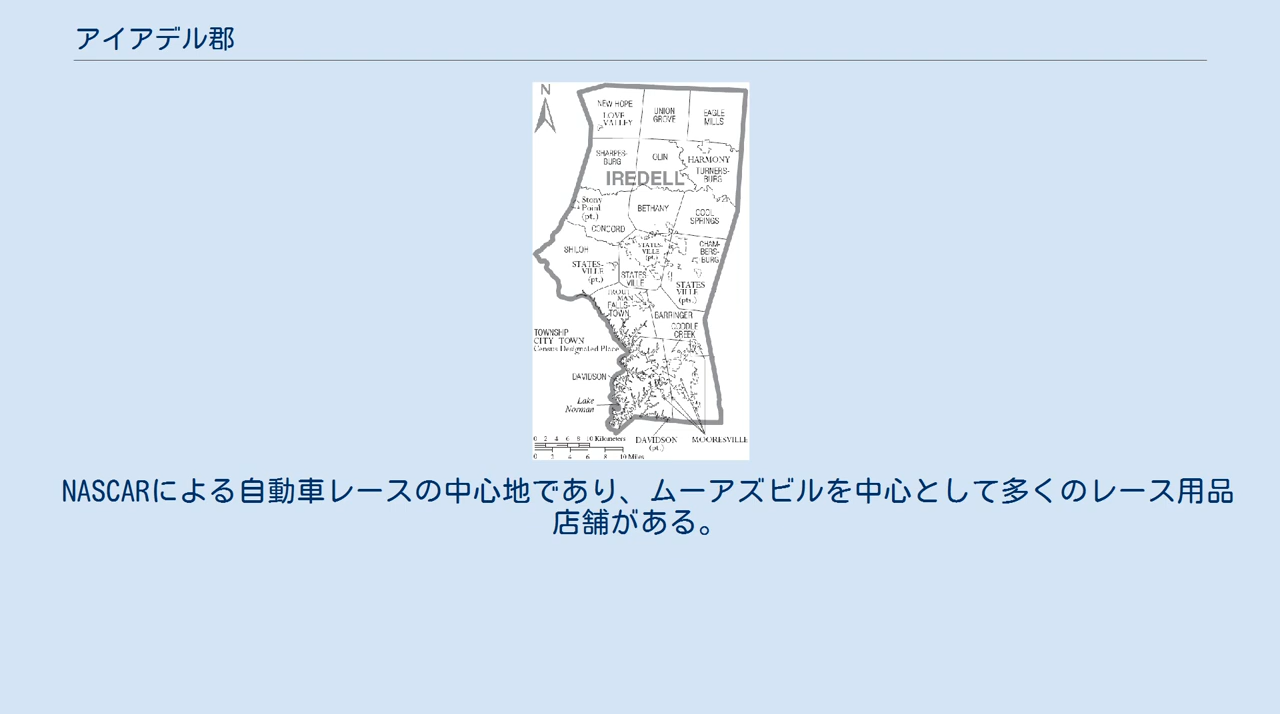 アイアデル郡
N
NEW HOPE
LOVE
VALLEY
UNION
GROVE
EAGLE
MILLS
SHARPES-
BURG
OLIN
HARMONY
TURNERS-
BURG
IREDELL
Stony
Point
(pt.)
BETHANY
COOL
SPRINGS
CONCORD
SHILOH
STATES-
VILLE
(pt.)
CHAM-
BERS-
BURG
STATES-
VILLE
(pt.)
STATES
VILLE
STATES
VILLE
(pts.)
TROUT
MAN
FALLS-
TOWN
BARRINGER
CODDLE
CREEK
TOWNSHIP
CITY TOWN
Census Designated Place
DAVIDSON
Lake
Norman
0 2 4 6 8 10 Kilometers
0 2 4 6 8 10 Miles
DAVIDSON
(pt.)
MOORESVILLE
NASCARによる自動車レースの中心地であり、ムーアズビルを中心として多くのレース用品
店舗がある。